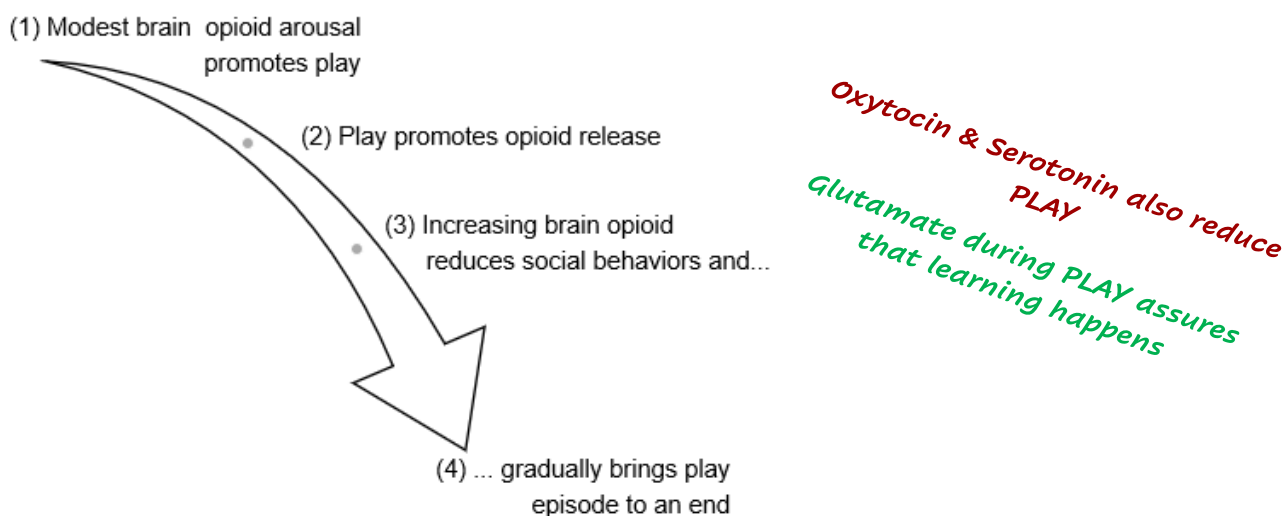 (1) Modest brain opioid arousal
promotes play
(2) Play promotes opioid release
(3) Increasing brain opioid
reduces social behaviors and...
(4) ... gradually brings play
episode to an end
Oxytocin & Serotonin also reduce
PLAY
Glutamate during PLAY assures
that learning happens